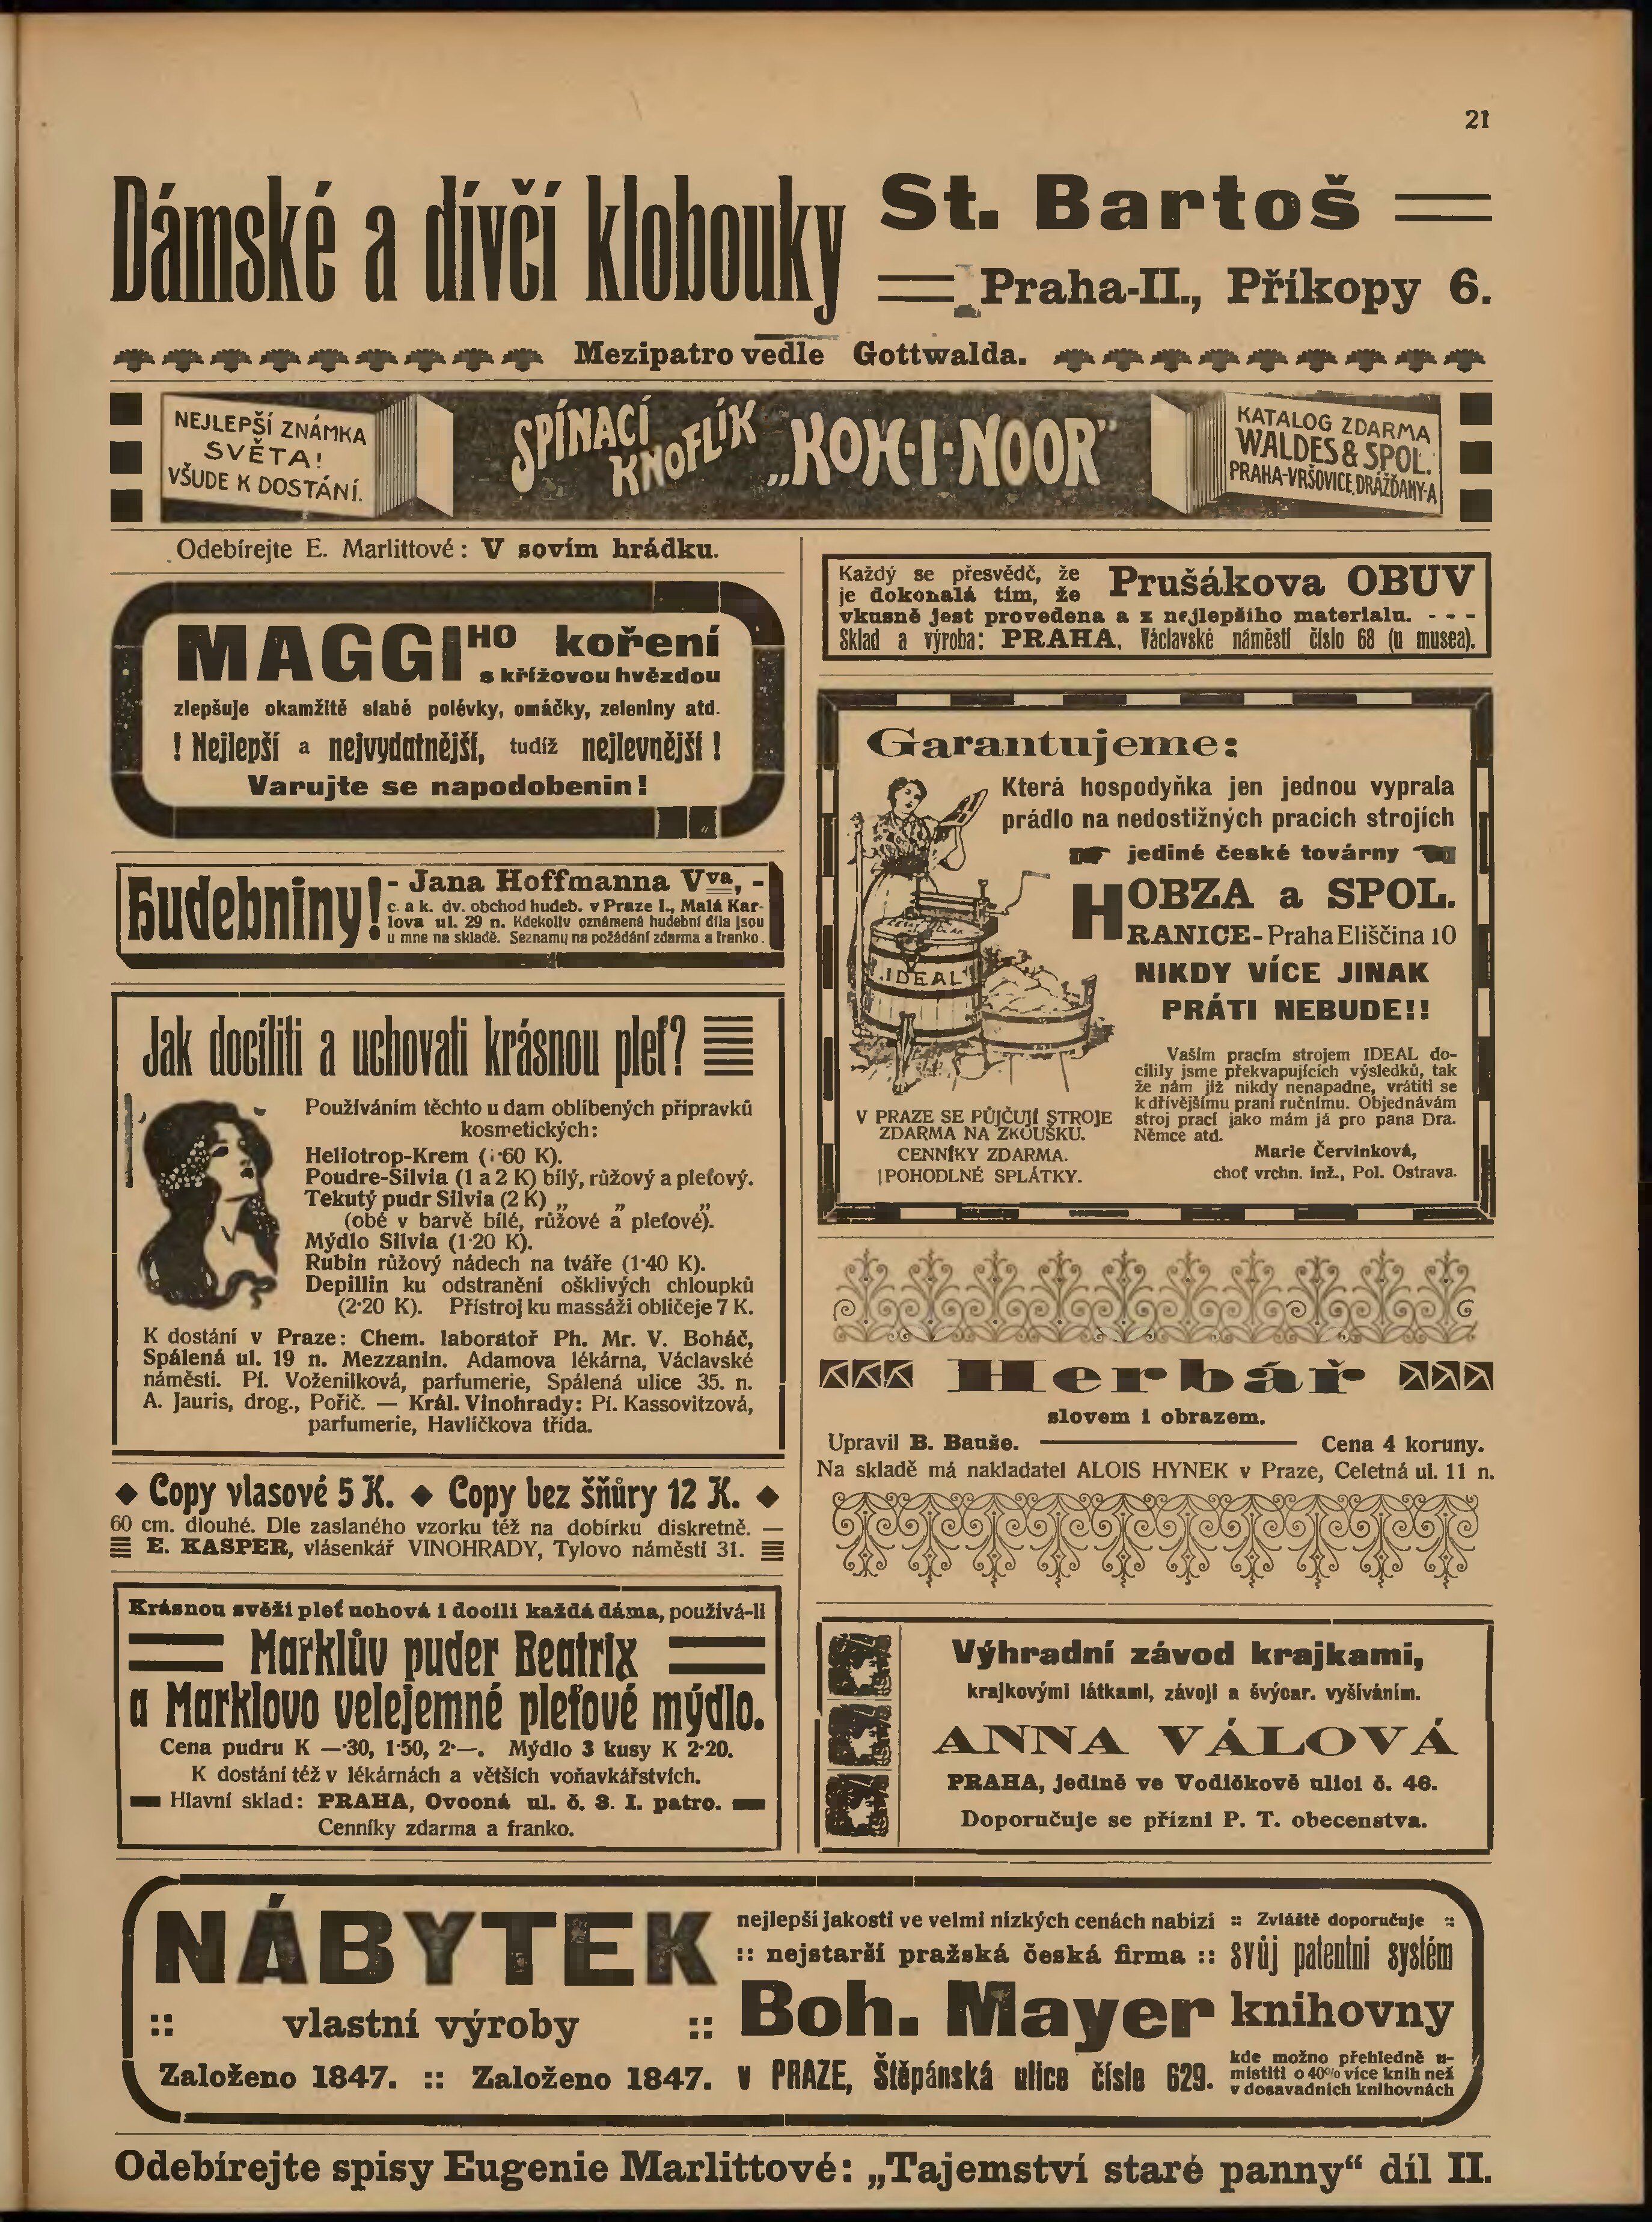 21
Dámské a dívčí klobouky
St. Bartoš
Praha-II., Příkopy 6.
Mezipatro vedle Gottwalda.
NEJLEPŠÍ ZNÁMKA
SVĚTA!
VŠUDE K DOSTÁNÍ.
SPÍNACÍ
KNOFLÍK
„KOH-I-NOOR"
KATALOG ZDARMA
WALDES & SPOL.
PRAHA-VRŠOVICE, DRÁŽĎANY-A
Odebírejte E. Marlittové: V sovím hrádku.
MAGGIHO koření
s křížovou hvězdou
zlepšuje okamžitě slabé polévky, omáčky, zeleniny atd.
! Nejlepší a nejvydatnější, tudíž nejlevnější !
Varujte se napodobenin!
Hudebniny!
- Jana Hoffmanna Vva, -
c. a k. dv. obchod hudeb. v Praze I., Malá Kar-
lova ul. 29 n. Kdekoliv oznámená hudební díla jsou
u mne na skladě. Seznamy na požádání zdarma a franko.
Jak docíliti a uchovati krásnou pleť?
Používáním těchto u dam oblíbených přípravků
kosmetických:
Heliotrop-Krem (1·60 K).
Poudre-Silvia (1 a 2 K) bílý, růžový a pleťový.
Tekutý pudr Silvia (2 K) „ „ „
(obé v barvě bílé, růžové a pleťové).
Mýdlo Silvia (1·20 K).
Rubin růžový nádech na tváře (1·40 K).
Depillin ku odstranění ošklivých chloupků
(2·20 K). Přístroj ku massáži obličeje 7 K.
K dostání v Praze: Chem. laboratoř Ph. Mr. V. Boháč,
Spálená ul. 19 n. Mezzanin. Adamova lékárna, Václavské
náměstí. Pí. Voženilková, parfumerie, Spálená ulice 35. n.
A. Jauris, drog., Poříč. — Král. Vinohrady: Pí. Kassovitzová,
parfumerie, Havlíčkova třída.
◆ Copy vlasové 5 K. ◆ Copy bez šňůry 12 K. ◆
60 cm. dlouhé. Dle zaslaného vzorku též na dobírku diskretně. —
E. KASPER, vlásenkář VINOHRADY, Tylovo náměstí 31.
Krásnou svěží pleť uchová i docílí každá dáma, používá-li
Marklův puder Beatrix
a Marklovo velejemné pleťové mýdlo.
Cena pudru K —·30, 1·50, 2·—. Mýdlo 3 kusy K 2·20.
K dostání též v lékárnách a větších voňavkářstvích.
Hlavní sklad: PRAHA, Ovocná ul. č. 8. I. patro.
Cenníky zdarma a franko.
Každý se přesvědč, že
je dokonalá tím, že
Prušákova OBUV
vkusně jest provedena a z nejlepšího materialu. - - -
Sklad a výroba: PRAHA, Václavské náměstí číslo 68 (u musea).
Garantujeme:
Která hospodyňka jen jednou vyprala
prádlo na nedostižných pracích strojích
jediné české továrny
HOBZA a SPOL.
HRANICE - Praha Eliščina 10
NIKDY VÍCE JINAK
PRÁTI NEBUDE!!
IDEAL
V PRAZE SE PŮJČUJÍ STROJE
ZDARMA NA ZKOUŠKU.
CENNÍKY ZDARMA.
POHODLNÉ SPLÁTKY.
Vaším pracím strojem IDEAL do-
cílily jsme překvapujících výsledků, tak
že nám již nikdy nenapadne, vrátiti se
k dřívějšímu praní ručnímu. Objednávám
stroj prací jako mám já pro pana Dra.
Němce atd.
Marie Červinková,
choť vrchn. inž., Pol. Ostrava.
Herbář
slovem i obrazem.
Upravil B. Bauše. Cena 4 koruny.
Na skladě má nakladatel ALOIS HYNEK v Praze, Celetná ul. 11 n.
Výhradní závod krajkami,
krajkovými látkami, závoji a švýcar. vyšíváním.
ANNA VÁLOVÁ
PRAHA, jedině ve Vodičkově ulici č. 46.
Doporučuje se přízni P. T. obecenstva.
NÁBYTEK
:: vlastní výroby ::
Založeno 1847. :: Založeno 1847.
nejlepší jakosti ve velmi nízkých cenách nabízí
:: nejstarší pražská česká firma ::
Boh. Mayer
v PRAZE, Štěpánská ulice čísle 629.
:: Zvláště doporučuje ::
svůj patentní systém
knihovny
kde možno přehledně u-
místiti o 40% více knih než
v dosavadních knihovnách
Odebírejte spisy Eugenie Marlittové: „Tajemství staré panny“ díl II.